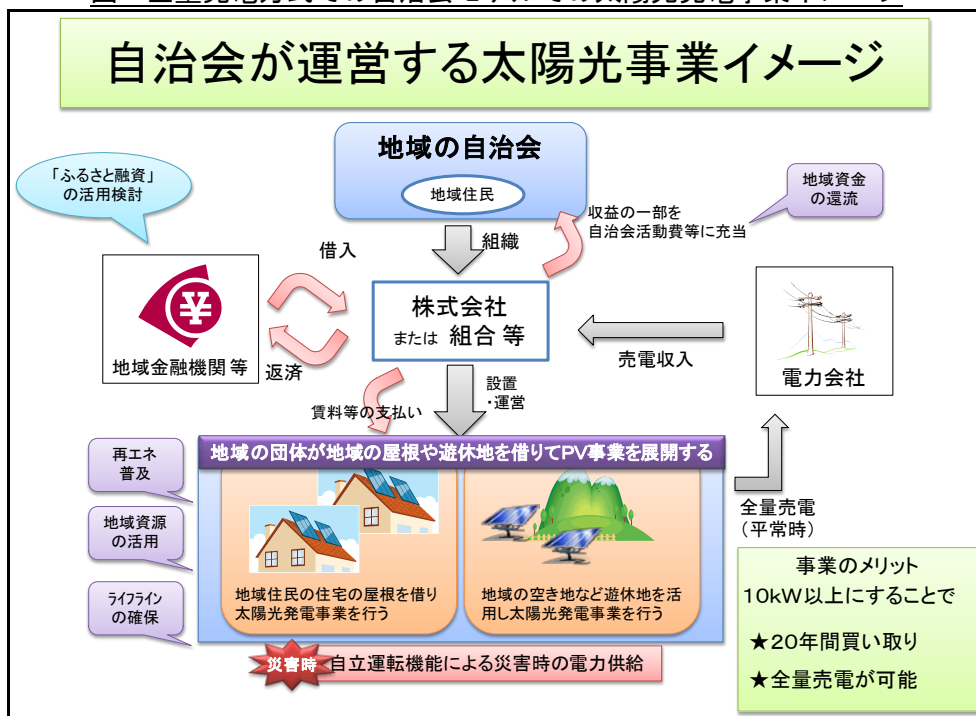 自治会が運営する太陽光事業イメージ
地域の自治会
地域住民
「ふるさと融資」
の活用検討
地域資金
の還流
収益の一部を
自治会活動費等に充当
組織
借入
株式会社
または 組合 等
地域金融機関 等
返済
売電収入
電力会社
賃料等の支払い
設置
・運営
地域の団体が地域の屋根や遊休地を借りてPV事業を展開する
再エネ
普及
地域資源
の活用
ライフライン
の確保
地域住民の住宅の屋根を借り
太陽光発電事業を行う
地域の空き地など遊休地を活
用し太陽光発電事業を行う
全量売電
(平常時)
災害時 自立運転機能による災害時の電力供給
事業のメリット
10kW以上にすることで
★20年間買い取り
★全量売電が可能